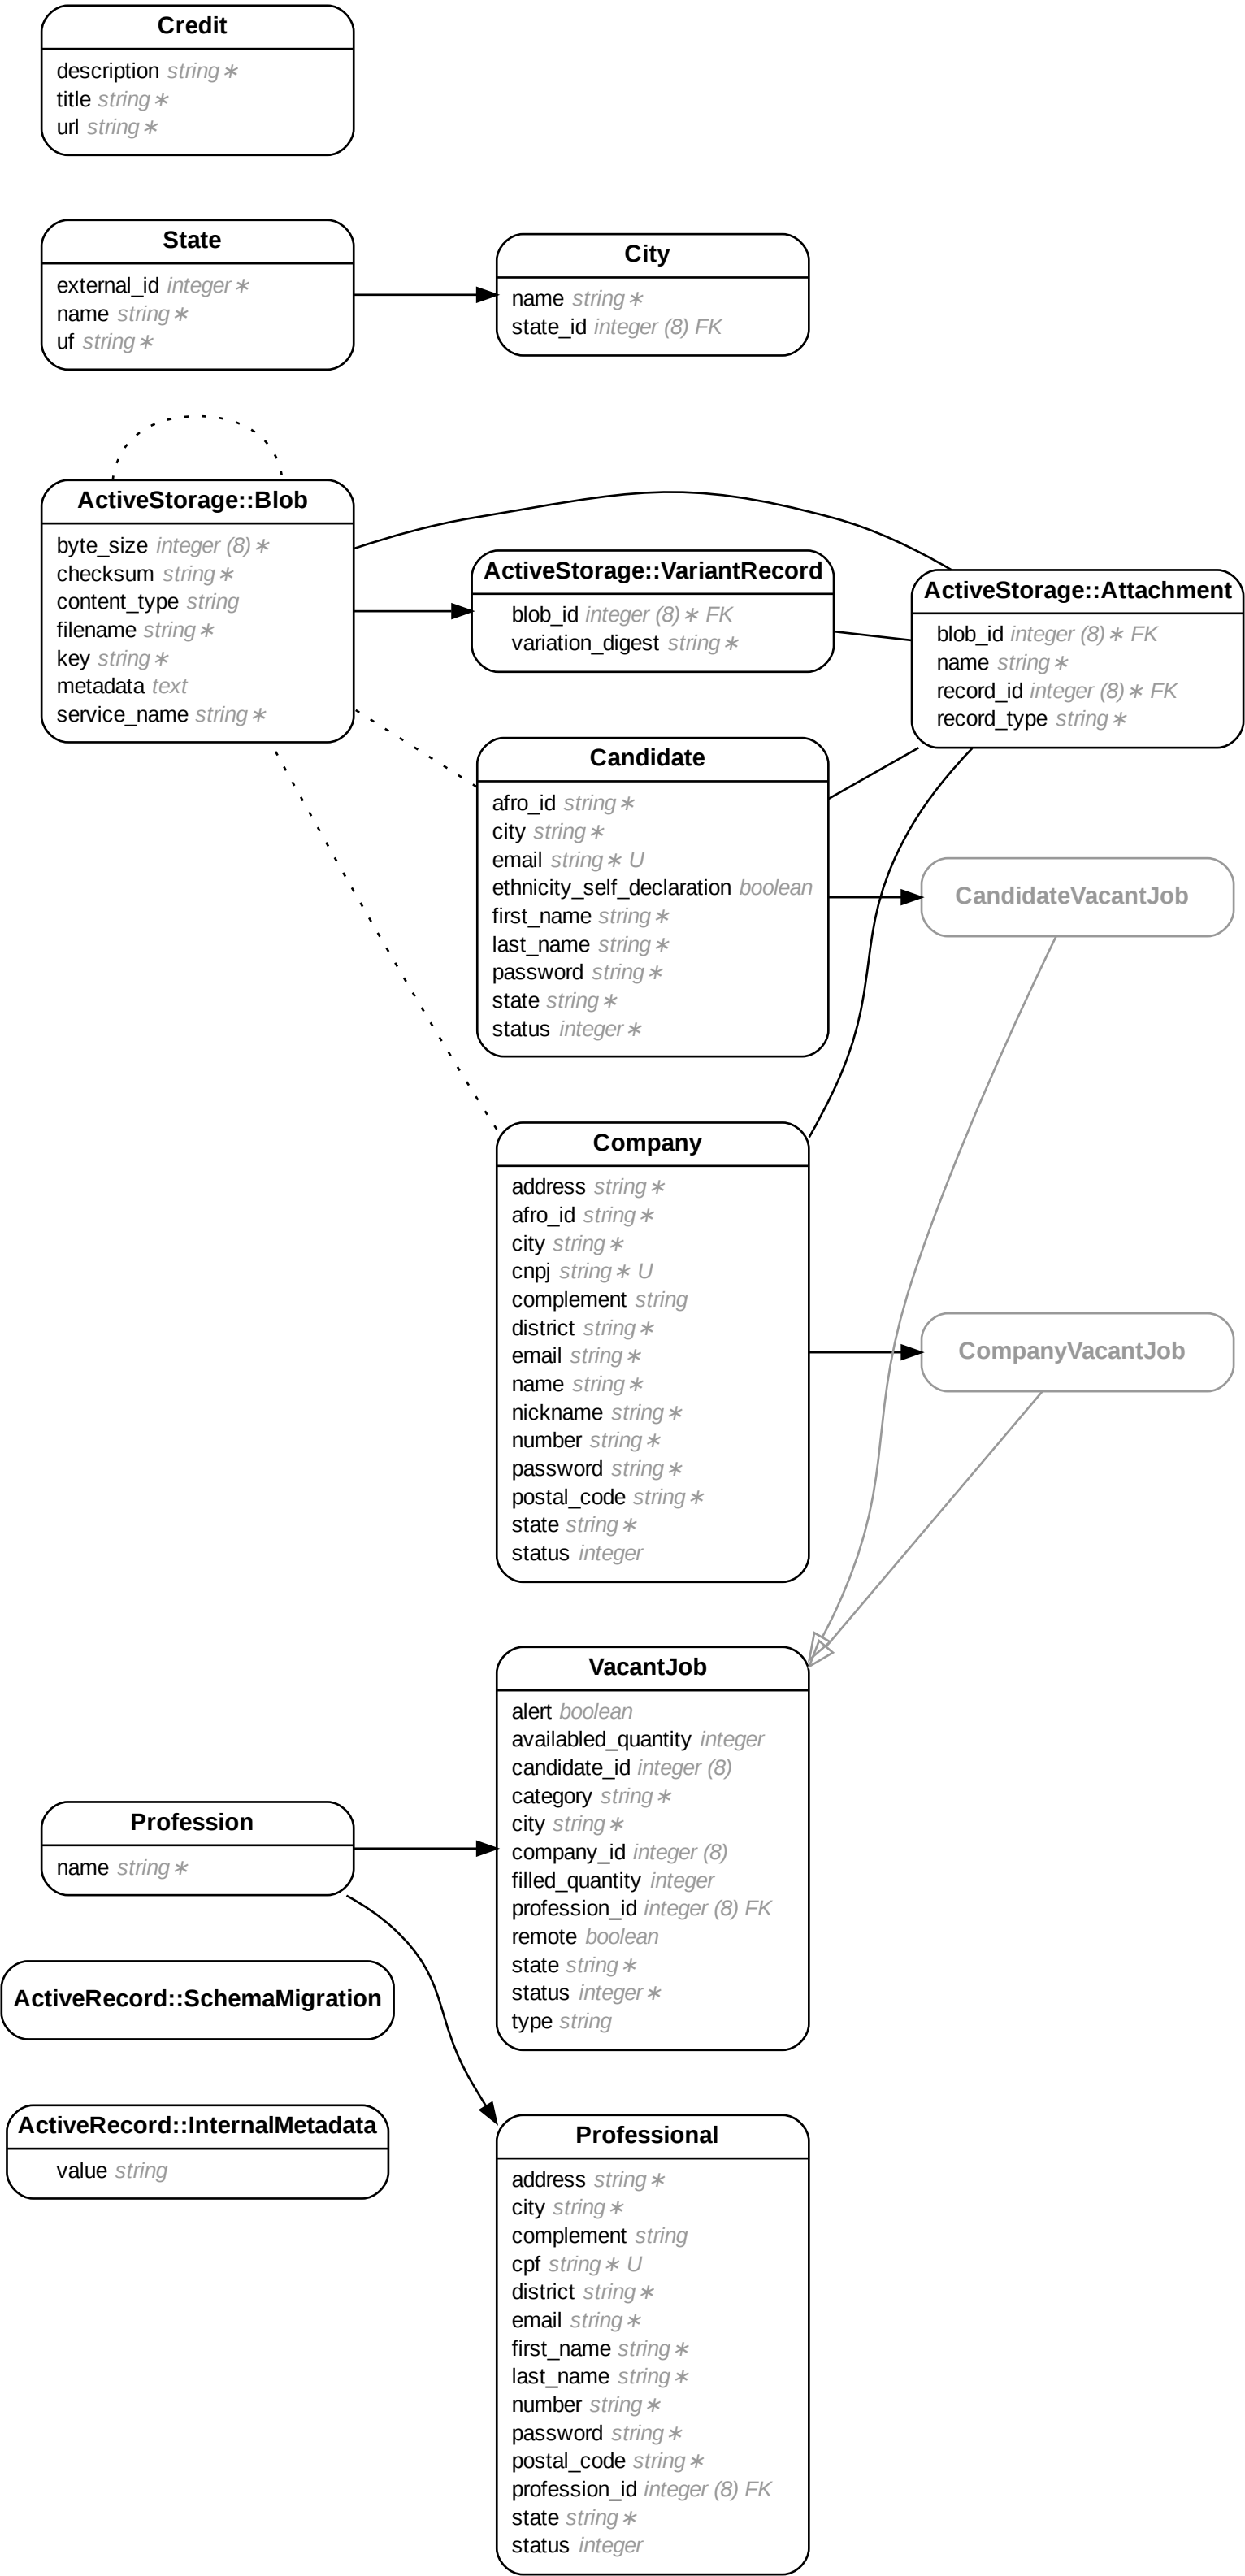 Credit
description string ∗
title string ∗
url string ∗
State
external_id integer ∗
name string ∗
uf string ∗
City
name string ∗
state_id integer (8) FK
ActiveStorage::Blob
byte_size integer (8) ∗
checksum string ∗
content_type string
filename string ∗
key string ∗
metadata text
service_name string ∗
ActiveStorage::VariantRecord
blob_id integer (8) ∗ FK
variation_digest string ∗
ActiveStorage::Attachment
blob_id integer (8) ∗ FK
name string ∗
record_id integer (8) ∗ FK
record_type string ∗
Candidate
afro_id string ∗
city string ∗
email string ∗ U
ethnicity_self_declaration boolean
first_name string ∗
last_name string ∗
password string ∗
state string ∗
status integer ∗
CandidateVacantJob
Company
address string ∗
afro_id string ∗
city string ∗
cnpj string ∗ U
complement string
district string ∗
email string ∗
name string ∗
nickname string ∗
number string ∗
password string ∗
postal_code string ∗
state string ∗
status integer
CompanyVacantJob
VacantJob
alert boolean
availabled_quantity integer
candidate_id integer (8)
category string ∗
city string ∗
company_id integer (8)
filled_quantity integer
profession_id integer (8) FK
remote boolean
state string ∗
status integer ∗
type string
Profession
name string ∗
ActiveRecord::SchemaMigration
ActiveRecord::InternalMetadata
value string
Professional
address string ∗
city string ∗
complement string
cpf string ∗ U
district string ∗
email string ∗
first_name string ∗
last_name string ∗
number string ∗
password string ∗
postal_code string ∗
profession_id integer (8) FK
state string ∗
status integer